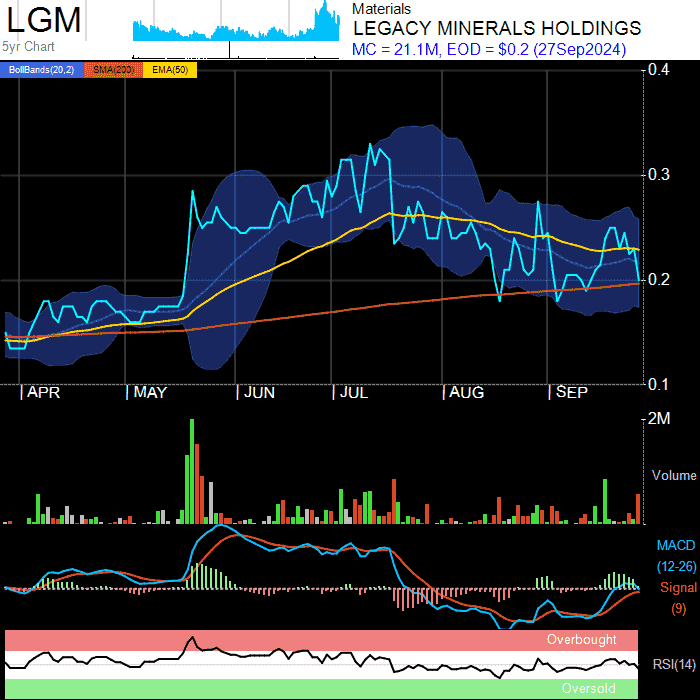 LGM
5yr Chart
Materials
LEGACY MINERALS HOLDINGS
MC = 21.1M, EOD = $0.2 (27Sep2024)
BollBands(20,2) SMA(200) EMA(50)
0.4
0.3
0.2
0.1
APR MAY JUN JUL AUG SEP
2M
Volume
MACD
(12-26)
Signal
(9)
Overbought
RSI(14)
Oversold